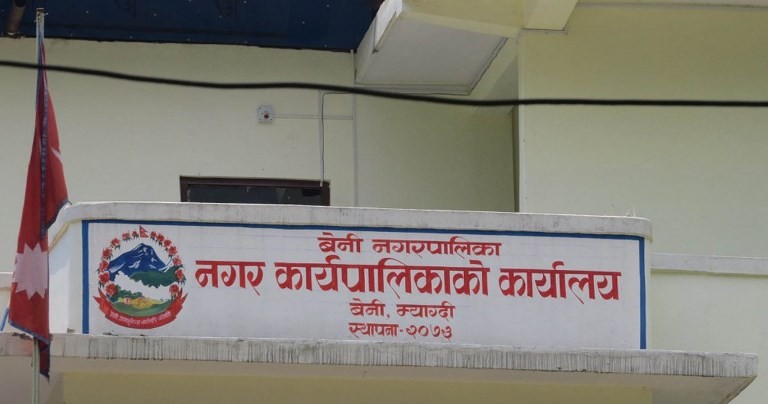 बेनी नगरपालिका
नगर कार्यपालिकाको कार्यालय
बेनी, म्याग्दी
स्थापना-२०७३